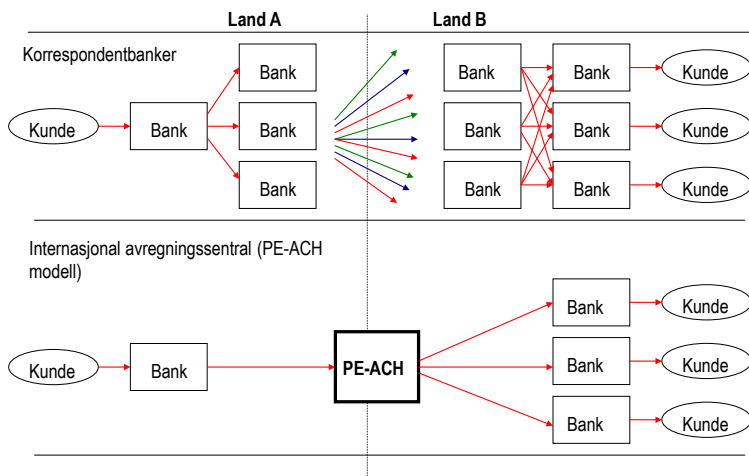 Land A
Land B
Korrespondentbanker
Bank
Bank
Bank
Kunde
Kunde
Bank
Bank
Bank
Bank
Kunde
Bank
Bank
Bank
Kunde
Internasjonal avregningssentral (PE-ACH
modell)
Bank
Kunde
Kunde
Bank
PE-ACH
Bank
Kunde
Bank
Kunde